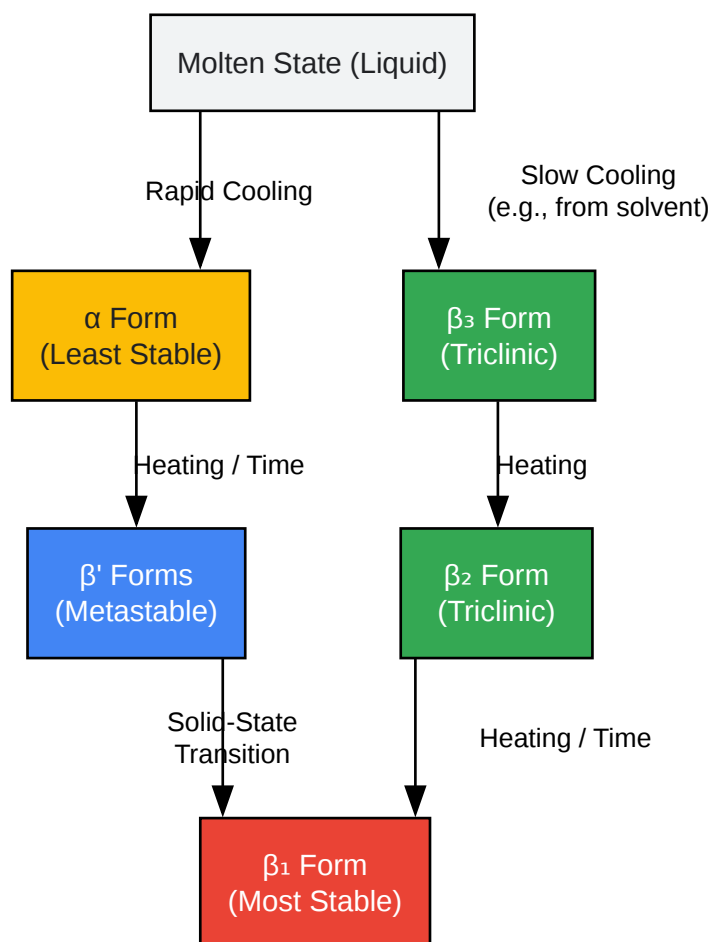 Molten State (Liquid)
Rapid Cooling
Slow Cooling
(e.g., from solvent)
α Form
(Least Stable)
β₃ Form
(Triclinic)
Heating / Time
Heating
β' Forms
(Metastable)
β₂ Form
(Triclinic)
Solid-State
Transition
Heating / Time
β₁ Form
(Most Stable)